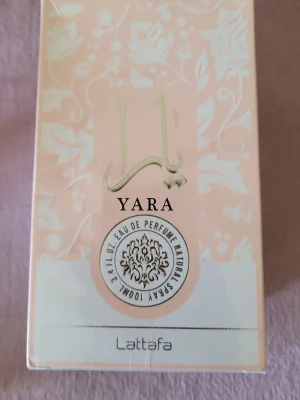 يارا
YARA
EAU DE PERFUME NATURAL SPRAY 100ML 3.4 FL.OZ.
Lattafa